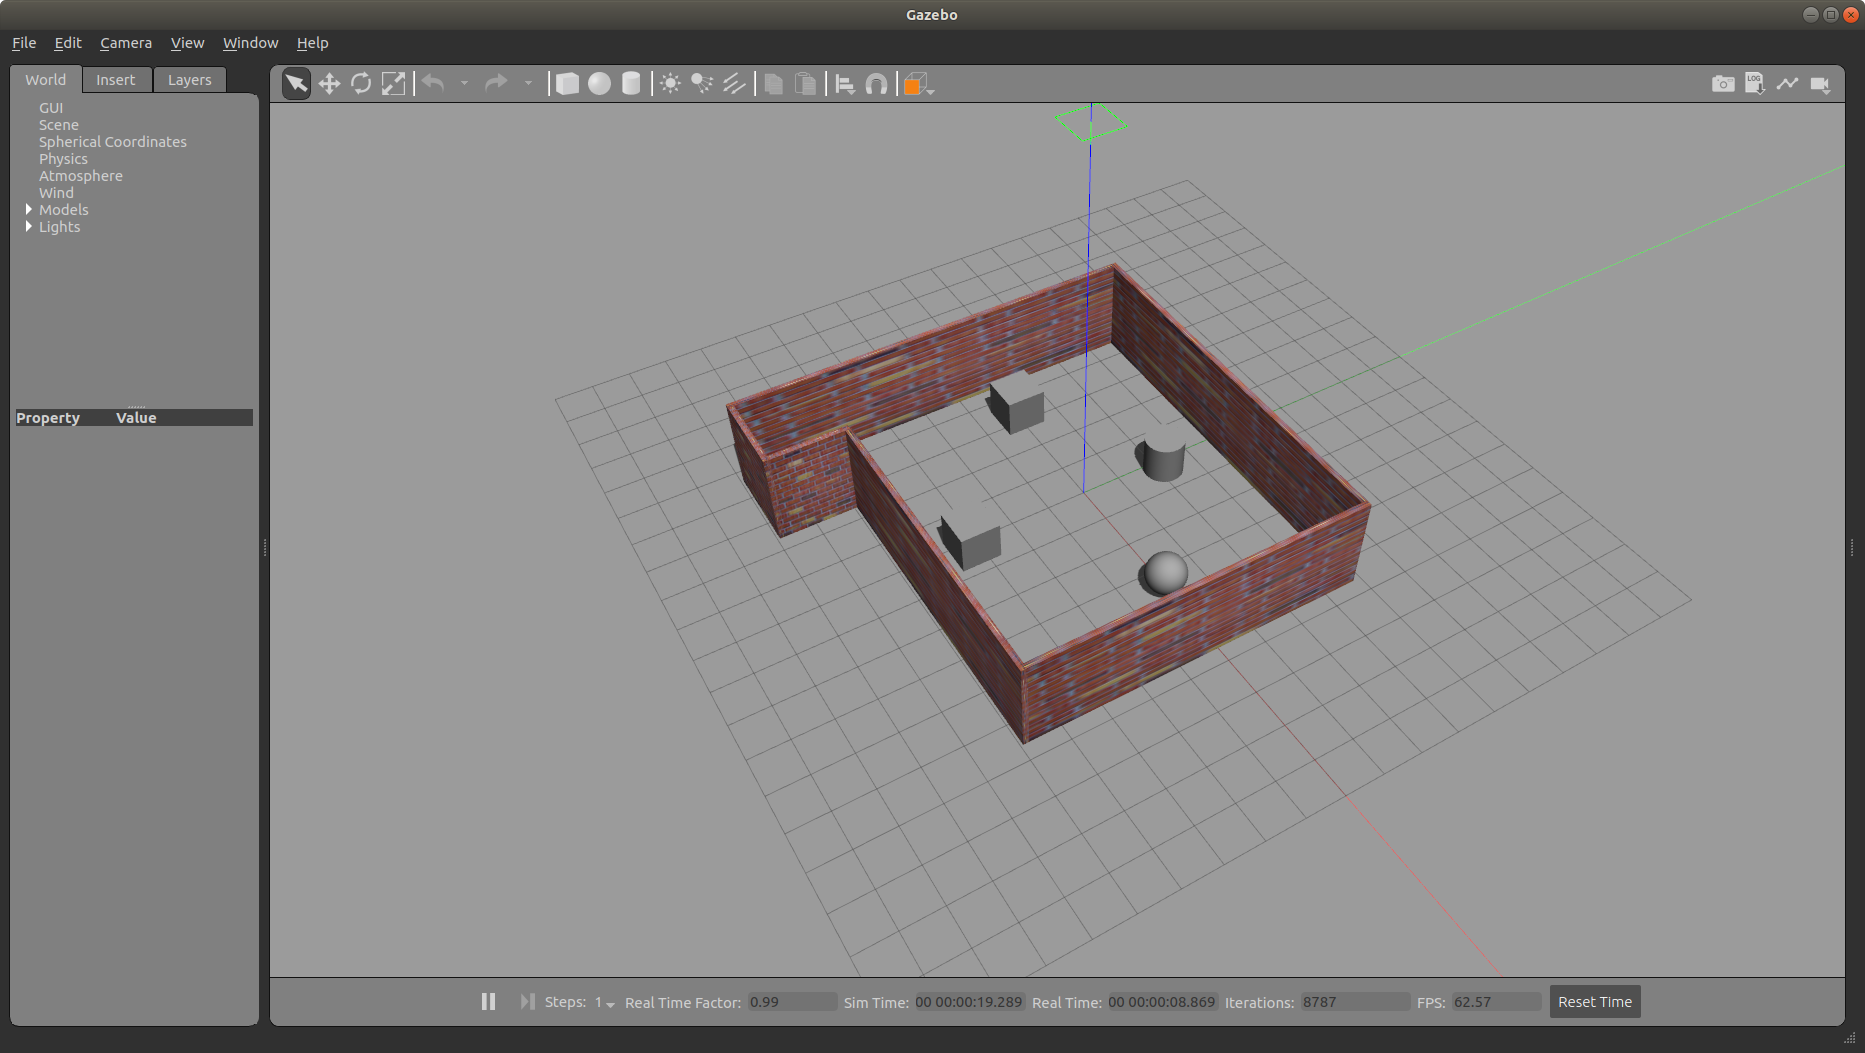 Gazebo
File Edit Camera View Window Help
World Insert Layers
LOG
GUI
Scene
Spherical Coordinates
Physics
Atmosphere
Wind
Models
Lights
Property Value
Steps: 1 Real Time Factor: 0.99 Sim Time: 00 00:00:19.289 Real Time: 00 00:00:08.869 Iterations: 8787 FPS: 62.57 Reset Time